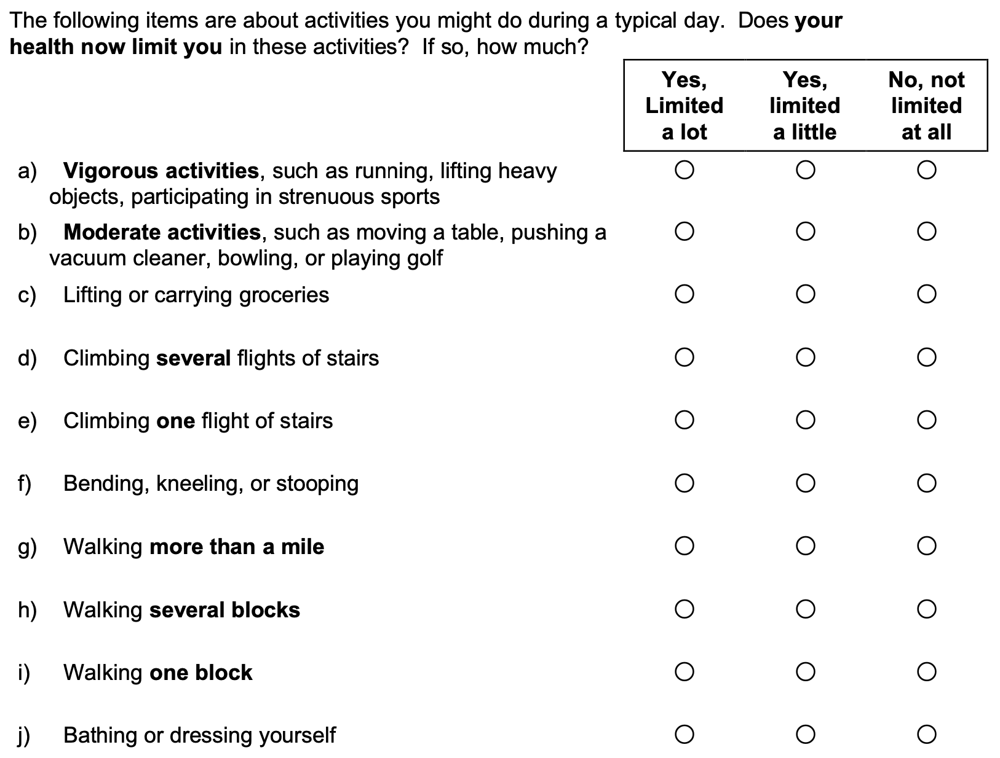 The following items are about activities you might do during a typical day.  Does your
health now limit you in these activities?  If so, how much?
Yes, Limited a lot
Yes, limited a little
No, not limited at all
a) Vigorous activities, such as running, lifting heavy
objects, participating in strenuous sports
b) Moderate activities, such as moving a table, pushing a
vacuum cleaner, bowling, or playing golf
c) Lifting or carrying groceries
d) Climbing several flights of stairs
e) Climbing one flight of stairs
f) Bending, kneeling, or stooping
g) Walking more than a mile
h) Walking several blocks
i) Walking one block
j) Bathing or dressing yourself